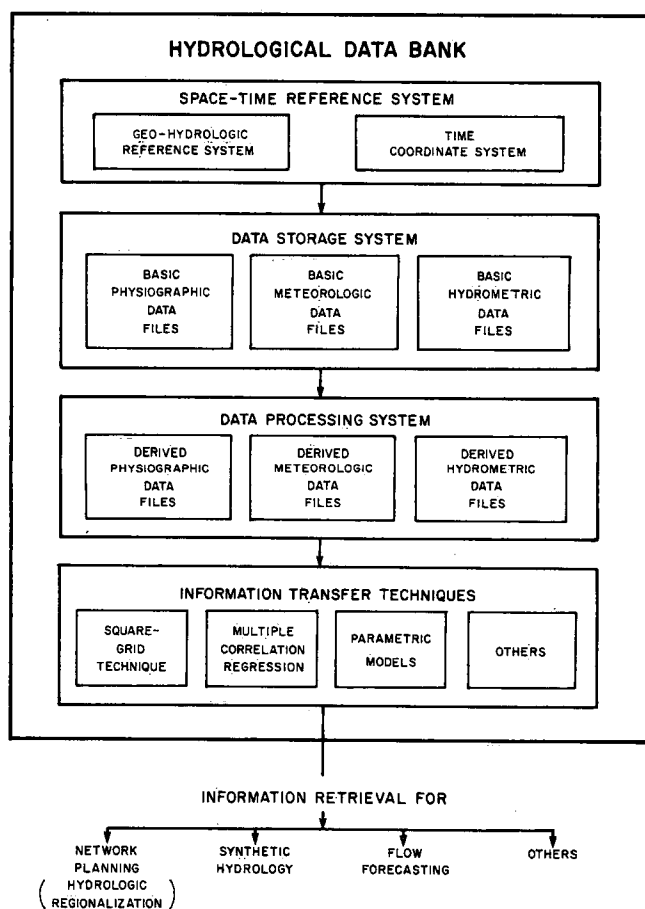 HYDROLOGICAL DATA BANK
SPACE-TIME REFERENCE SYSTEM
GEO-HYDROLOGIC
REFERENCE SYSTEM
TIME
COORDINATE SYSTEM
DATA STORAGE SYSTEM
BASIC
PHYSIOGRAPHIC
DATA
FILES
BASIC
METEOROLOGIC
DATA
FILES
BASIC
HYDROMETRIC
DATA
FILES
DATA PROCESSING SYSTEM
DERIVED
PHYSIOGRAPHIC
DATA
FILES
DERIVED
METEOROLOGIC
DATA
FILES
DERIVED
HYDROMETRIC
DATA
FILES
INFORMATION TRANSFER TECHNIQUES
SQUARE-
GRID
TECHNIQUE
MULTIPLE
CORRELATION
REGRESSION
PARAMETRIC
MODELS
OTHERS
INFORMATION RETRIEVAL FOR
NETWORK
PLANNING
(HYDROLOGIC
REGIONALIZATION)
SYNTHETIC
HYDROLOGY
FLOW
FORECASTING
OTHERS